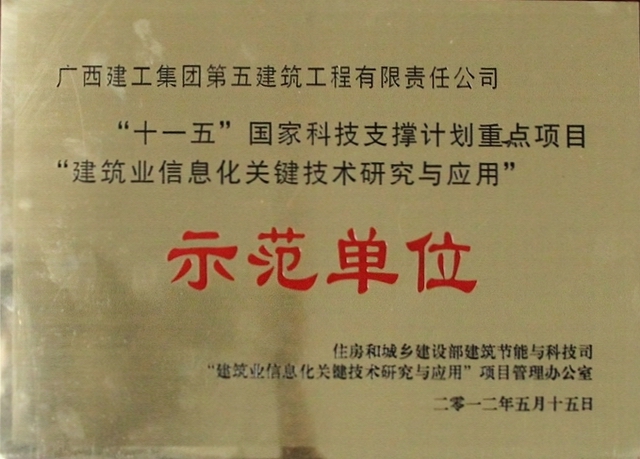 广西建工集团第五建筑工程有限责任公司
“十一五”国家科技支撑计划重点项目
“建筑业信息化关键技术研究与应用”
示范单位
住房和城乡建设部建筑节能与科技司
“建筑业信息化关键技术研究与应用”项目管理办公室
二零一二年五月十五日